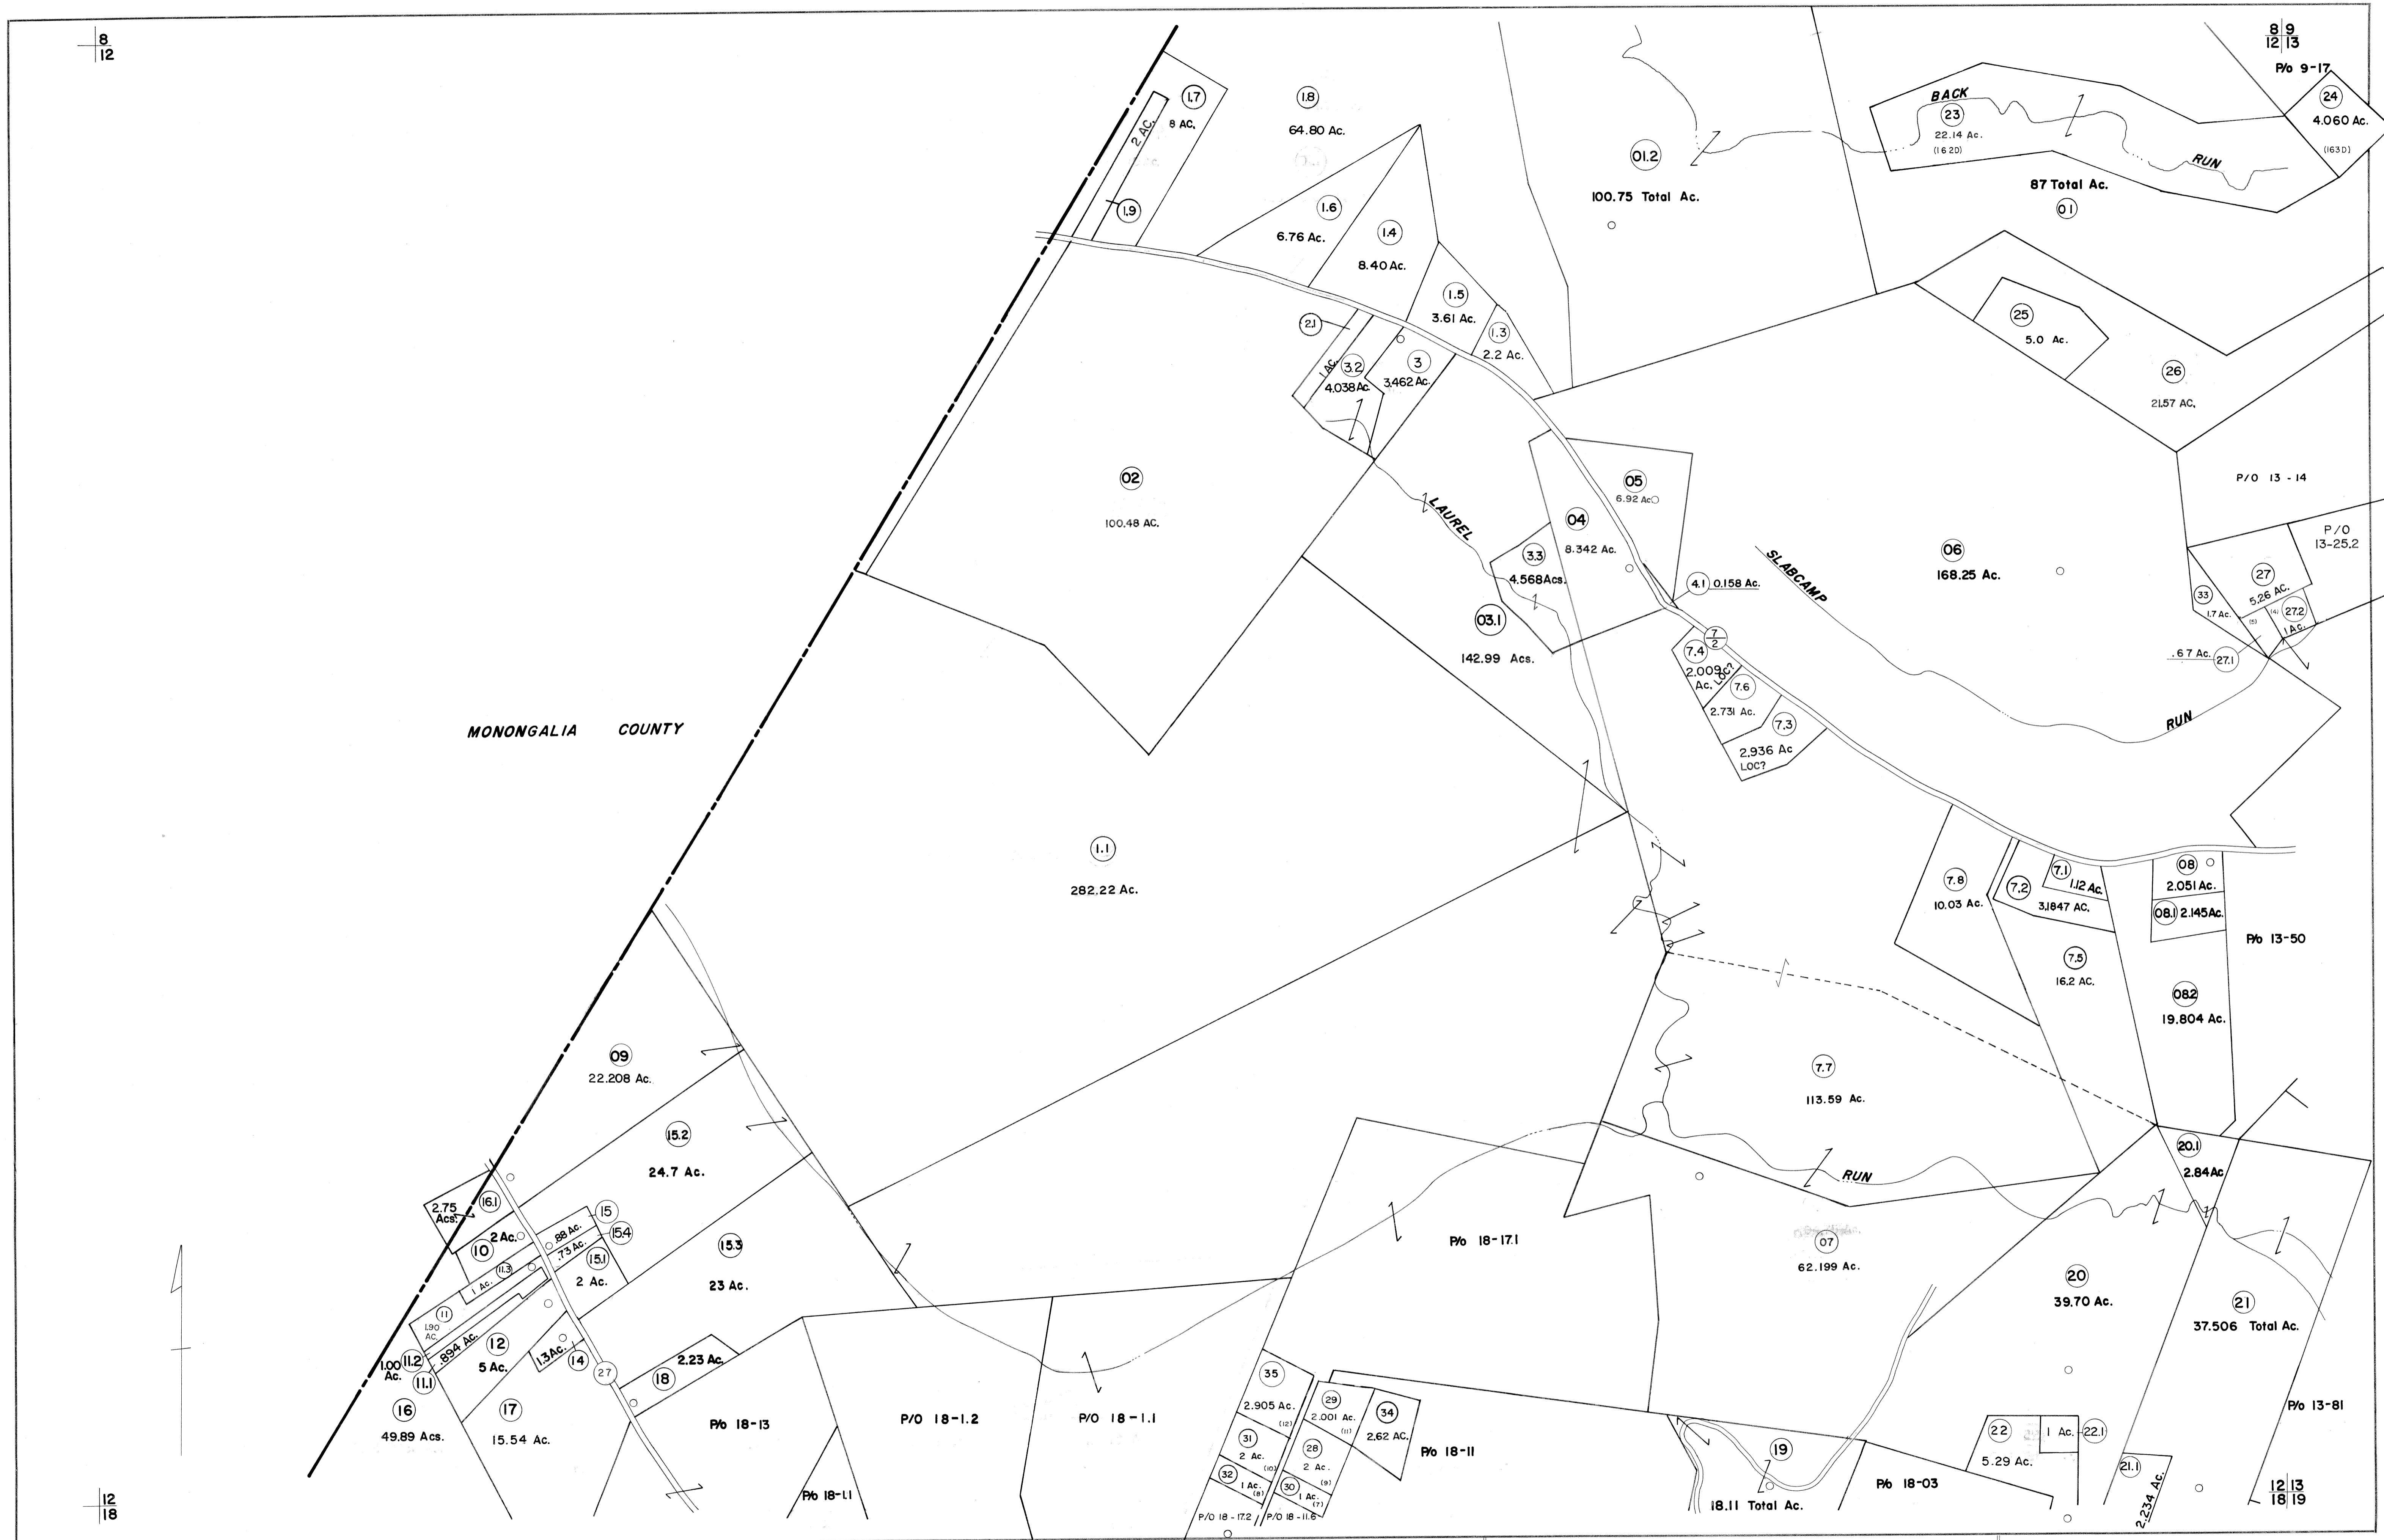 8
12
8 9
12 13
P/o 9-17
24
4.060 Ac.
(163D)
BACK
23
22.14 Ac.
(162D)
RUN
87 Total Ac.
01
1.7
8 AC.
2 AC.
1.9
1.8
64.80 Ac.
01.2
100.75 Total Ac.
1.6
6.76 Ac.
1.4
8.40 Ac.
1.5
3.61 Ac.
1.3
2.2 Ac.
2.1
1 AC.
3.2
4.038 Ac.
3
3.462 Ac.
25
5.0 Ac.
26
21.57 AC.
P/O 13 - 14
P/O
13-25.2
02
100.48 AC.
LAUREL
05
6.92 Ac
04
8.342 Ac.
3.3
4.568 Acs.
4.1 0.158 Ac.
03.1
142.99 Acs.
SLABCAMP
06
168.25 Ac.
27
5.26 AC.
33
1.7 Ac.
(5)
(4)
27.2
1 AC.
.67 Ac.
27.1
RUN
7
2
7.4
2.009
Ac.
LOC?
7.6
2.731 Ac.
7.3
2.936 Ac
LOC?
MONONGALIA COUNTY
1.1
282.22 Ac.
7.8
10.03 Ac.
7.2
7.1
1.12 Ac.
3.1847 AC.
08
2.051 Ac.
08.1 2.145 Ac.
P/o 13-50
7.5
16.2 AC.
08.2
19.804 Ac.
09
22.208 Ac.
7.7
113.59 Ac.
RUN
15.2
24.7 Ac.
20.1
2.84 Ac
2.75
Acs.
16.1
10
2 Ac.
.88 Ac.
15
.73 Ac.
15.4
15.1
2 Ac.
15.3
23 Ac.
1 Ac.
11.3
11
1.90
AC.
P/o 18-17.1
07
62.199 Ac.
20
39.70 Ac.
21
37.506 Total Ac.
1.00
Ac.
11.2
.894 Ac.
11.1
12
5 Ac.
1.3 Ac.
14
27
18
2.23 Ac.
16
49.89 Acs.
17
15.54 Ac.
P/o 18-13
P/O 18-1.2
P/O 18-1.1
P/o 18-1.1
35
2.905 Ac.
(12)
29
2.001 Ac.
(11)
34
2.62 AC.
31
2 Ac.
(10)
28
2 Ac.
(9)
32
1 Ac.
(8)
30
1 Ac.
(7)
P/O 18 - 17.2
P/O 18 - 11.6
P/o 18-11
19
18.11 Total Ac.
P/o 18-03
22
5.29 Ac.
1 Ac.
22.1
21.1
2.234 Ac.
P/o 13-81
12
18
12 13
18 19